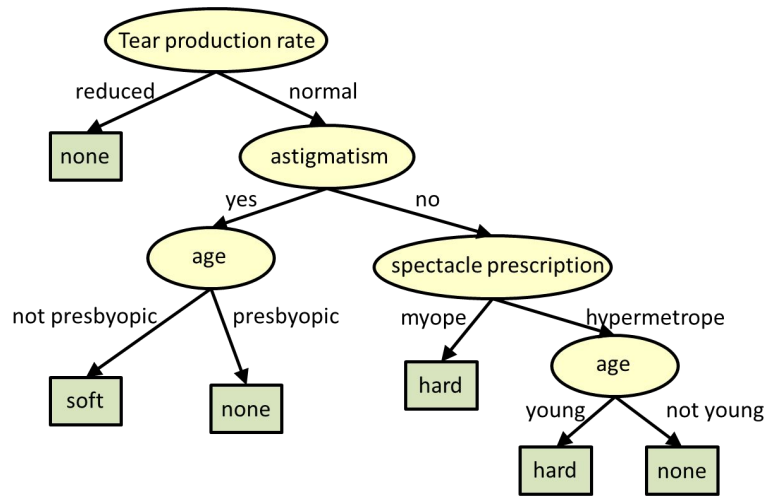 Tear production rate
reduced
normal
none
astigmatism
yes
no
age
spectacle prescription
not presbyopic
presbyopic
myope
hypermetrope
soft
none
hard
age
young
not young
hard
none